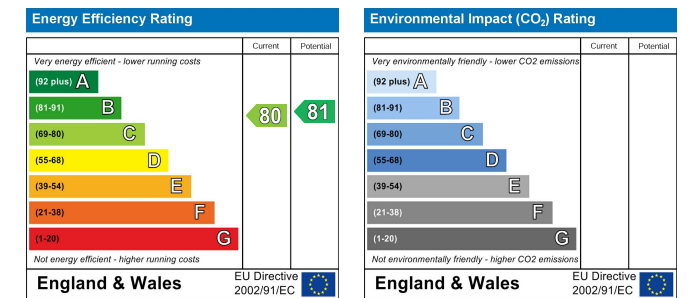 Energy Efficiency Rating
Current Potential
Very energy efficient - lower running costs
(92 plus) A
(81-91) B
(69-80) C
(55-68) D
(39-54) E
(21-38) F
(1-20) G
80
81
Not energy efficient - higher running costs
England & Wales
EU Directive
2002/91/EC
Environmental Impact (CO2) Rating
Current Potential
Very environmentally friendly - lower CO2 emissions
(92 plus) A
(81-91) B
(69-80) C
(55-68) D
(39-54) E
(21-38) F
(1-20) G
Not environmentally friendly - higher CO2 emissions
England & Wales
EU Directive
2002/91/EC